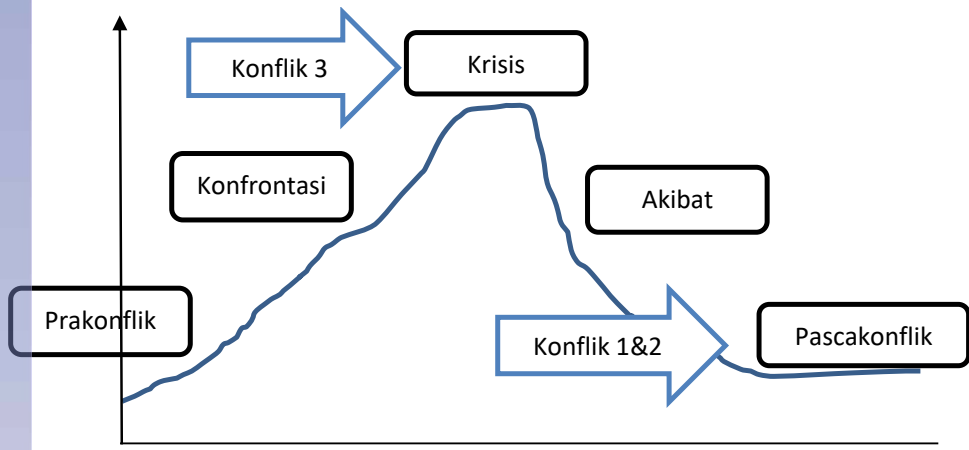 Konflik 3
Krisis
Konfrontasi
Akibat
Prakonflik
Konflik 1&2
Pascakonflik